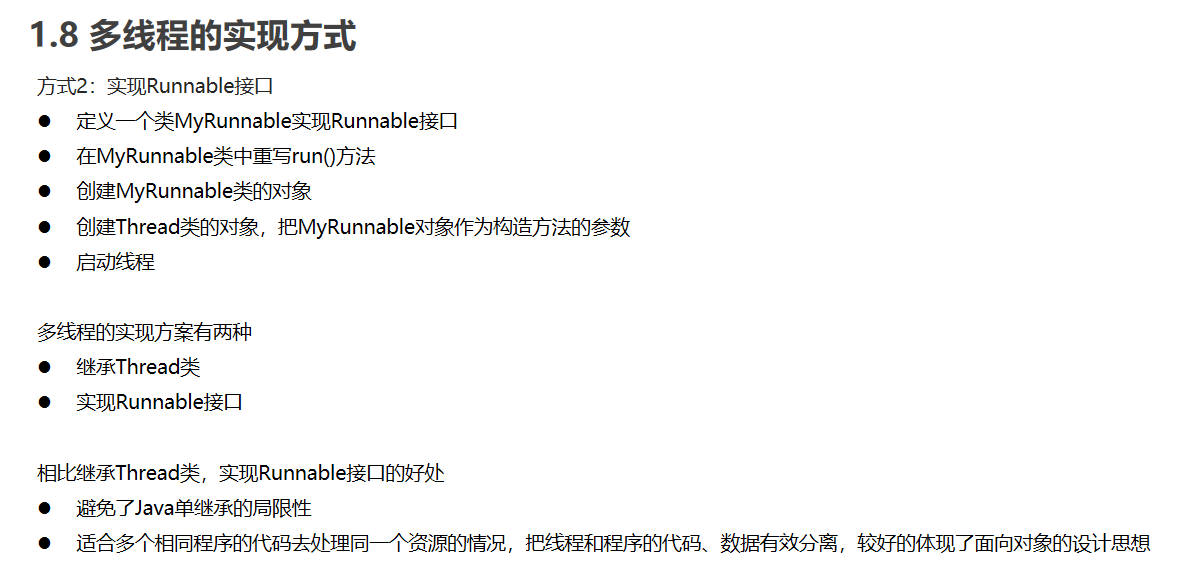 1.8 多线程的实现方式
方式2：实现Runnable接口
● 定义一个类MyRunnable实现Runnable接口
● 在MyRunnable类中重写run()方法
● 创建MyRunnable类的对象
● 创建Thread类的对象，把MyRunnable对象作为构造方法的参数
● 启动线程
多线程的实现方案有两种
● 继承Thread类
● 实现Runnable接口
相比继承Thread类，实现Runnable接口的好处
● 避免了Java单继承的局限性
● 适合多个相同程序的代码去处理同一个资源的情况，把线程和程序的代码、数据有效分离，较好的体现了面向对象的设计思想